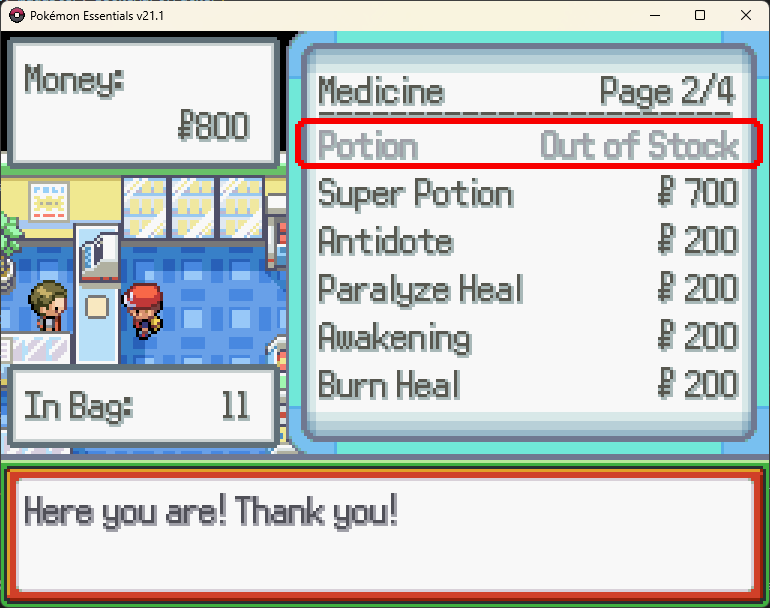 Pokémon Essentials v21.1
Money:
₽800
Medicine Page 2/4
Potion Out of Stock
Super Potion ₽ 700
Antidote ₽ 200
Paralyze Heal ₽ 200
Awakening ₽ 200
Burn Heal ₽ 200
In Bag: 11
Here you are! Thank you!